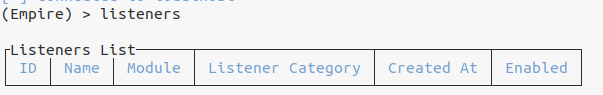 (Empire) > listeners
Listeners List
ID Name Module Listener Category Created At Enabled